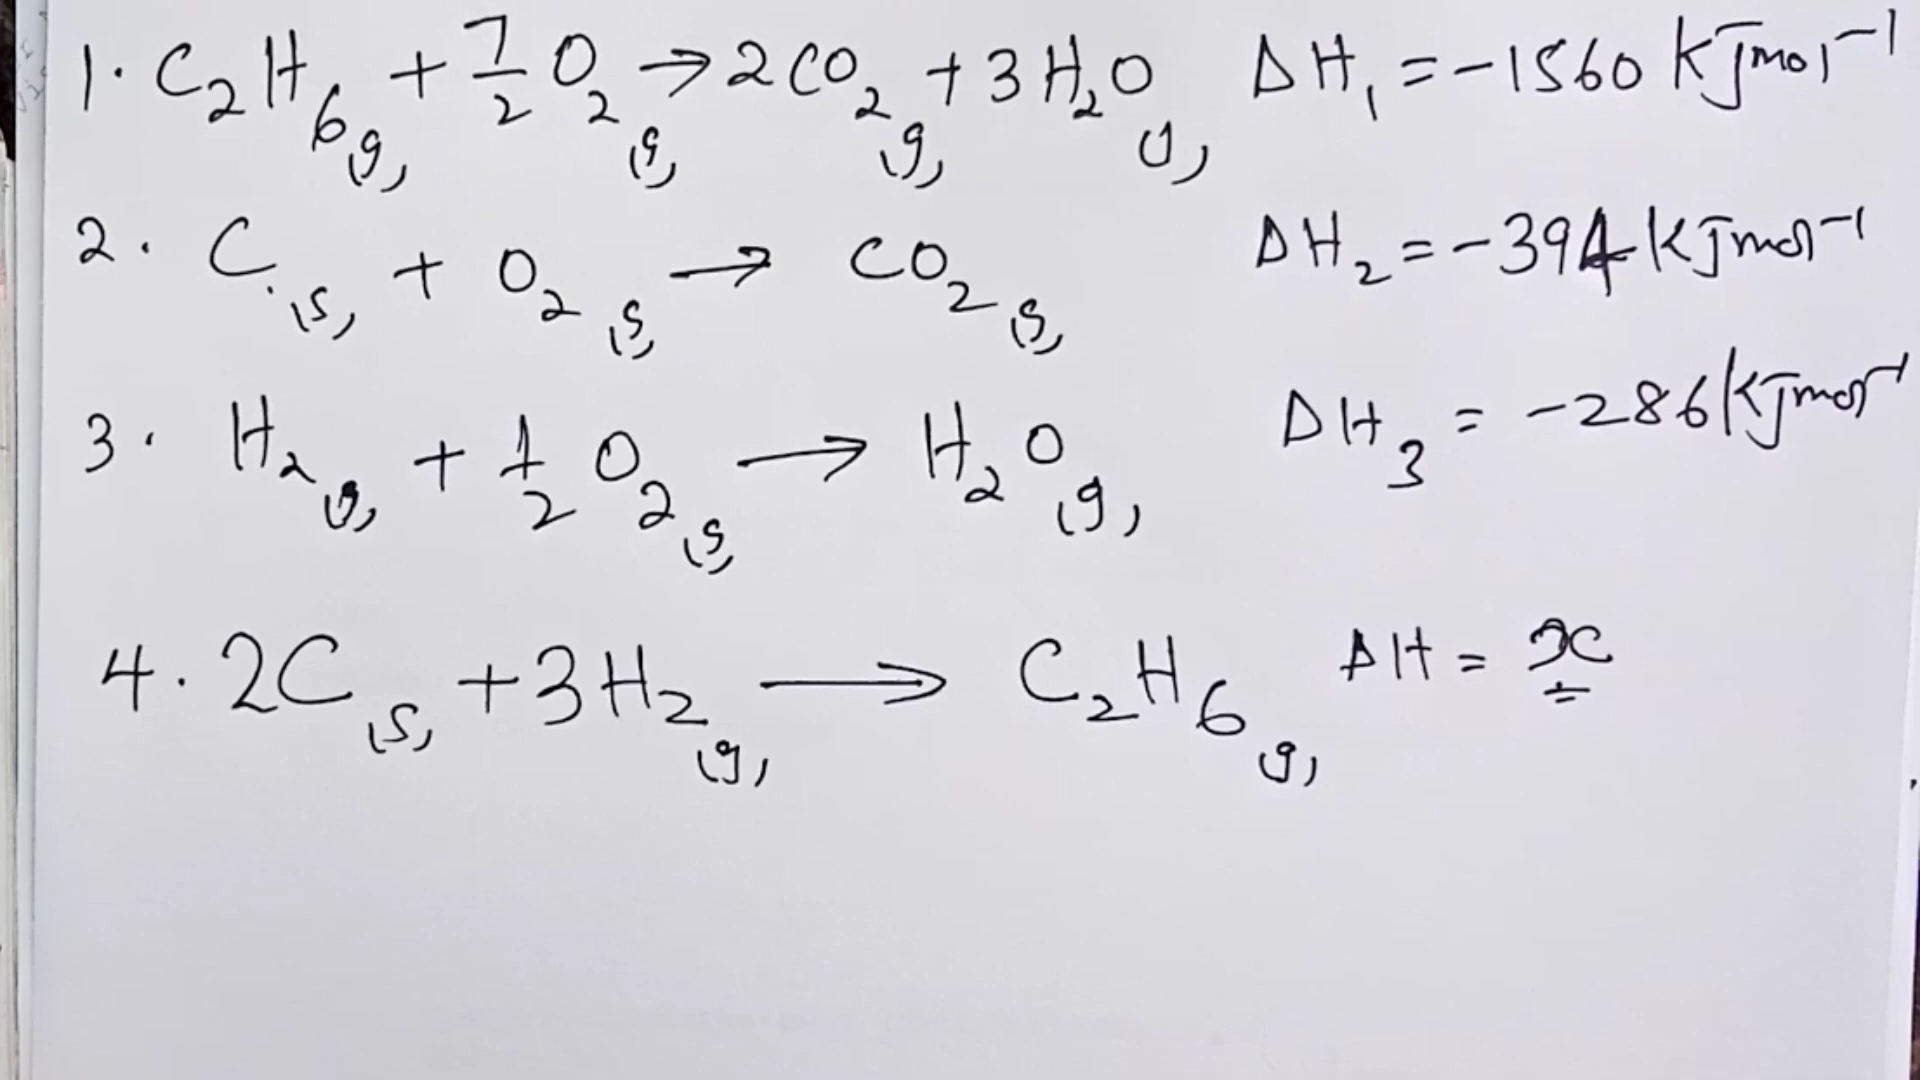 1. C₂H₆(g) + 7/2 O₂(g) → 2CO₂(g) + 3H₂O(l) ΔH₁ = -1560 KJmol⁻¹
2. C(s) + O₂(g) → CO₂(g) ΔH₂ = -394 KJmol⁻¹
3. H₂(g) + 1/2 O₂(g) → H₂O(g) ΔH₃ = -286 KJmol⁻¹
4. 2C(s) + 3H₂(g) → C₂H₆(g) ΔH = x